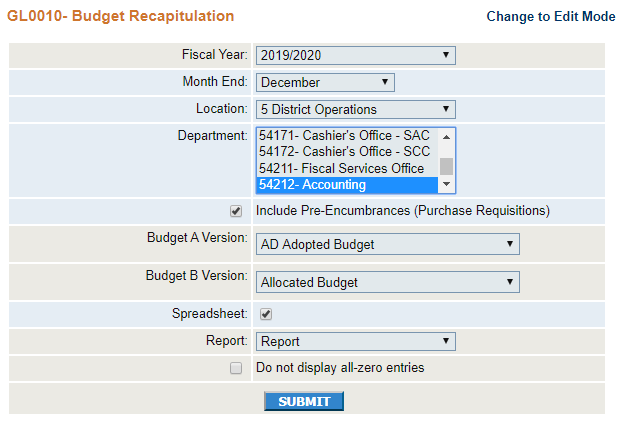 GL0010- Budget Recapitulation Change to Edit Mode
Fiscal Year: 2019/2020
Month End: December
Location: 5 District Operations
Department: 54171- Cashier's Office - SAC
54172- Cashier's Office - SCC
54211- Fiscal Services Office
54212- Accounting
Include Pre-Encumbrances (Purchase Requisitions)
Budget A Version: AD Adopted Budget
Budget B Version: Allocated Budget
Spreadsheet:
Report: Report
Do not display all-zero entries
SUBMIT